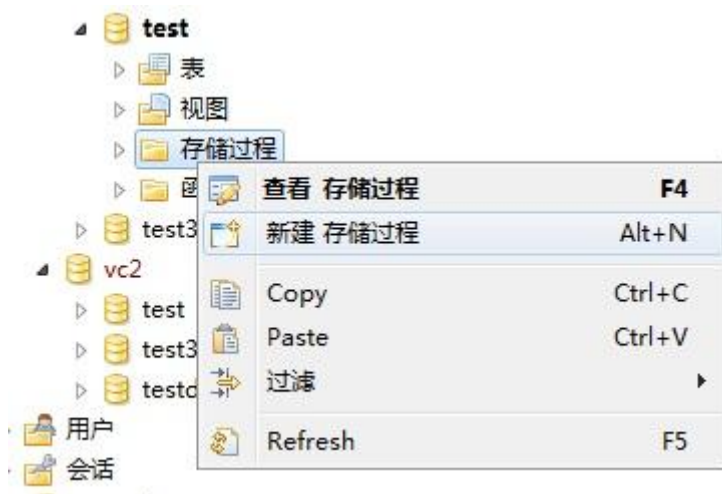 test
表
视图
存储过程
查看 存储过程 F4
test3
新建 存储过程 Alt+N
vc2
test
Copy Ctrl+C
test3
Paste Ctrl+V
testd
过滤
用户
会话
Refresh F5